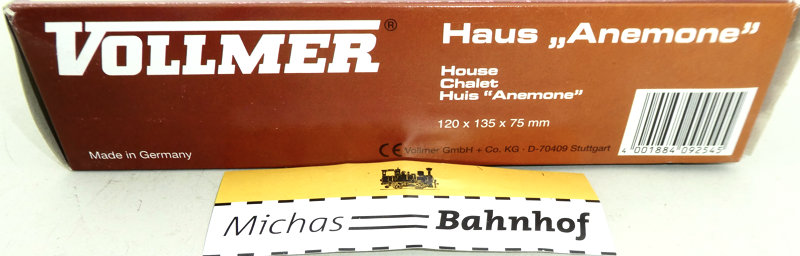 VOLLMER®
Haus „Anemone”
House
Chalet
Huis “Anemone”
120 x 135 x 75 mm
Made in Germany
CE Vollmer GmbH + Co. KG · D-70409 Stuttgart
4 001884 092545
Michas Bahnhof